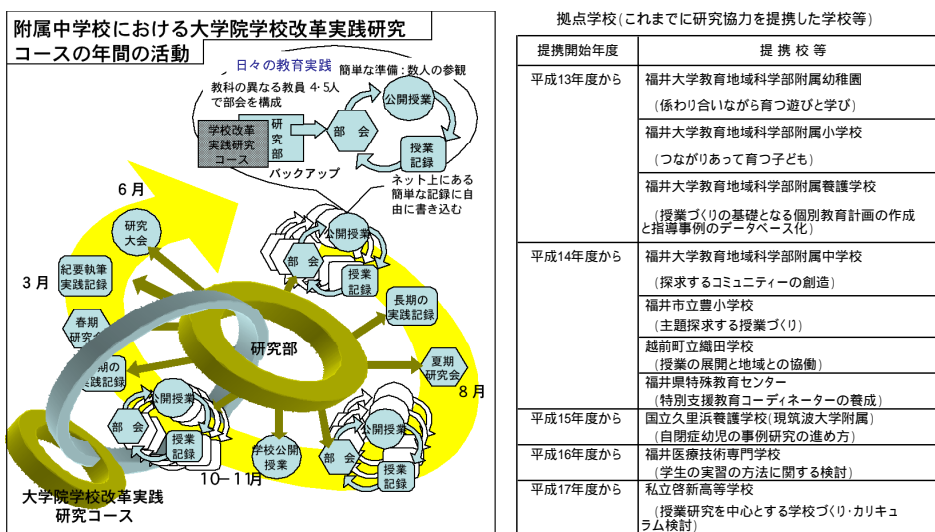 附属中学校における大学院学校改革実践研究
コースの年間の活動
日々の教育実践
簡単な準備:数人の参観
教科の異なる教員 4・5人
で部会を構成
公開授業
研究部
部 会
学校改革
実践研究
コース
授業
記録
バックアップ
ネット上にある
簡単な記録に自
由に書き込む
6月
研究
大会
公開授業
部 会
授業
記録
3月
紀要執筆
実践記録
長期の
実践記録
春期
研究会
研究部
夏期
研究会
8月
期の
実践記録
公開授業
公開授業
部 会
授業
記録
学校公開
授業
部 会
授業
記録
10-11月
大学院学校改革実践
研究コース
拠点学校(これまでに研究協力を提携した学校等)
提携開始年度 提 携 校 等
平成13年度から 福井大学教育地域科学部附属幼稚園
(係わり合いながら育つ遊びと学び)
福井大学教育地域科学部附属小学校
(つながりあって育つ子ども)
福井大学教育地域科学部附属養護学校
(授業づくりの基礎となる個別教育計画の作成
と指導事例のデータベース化)
平成14年度から 福井大学教育地域科学部附属中学校
(探求するコミュニティーの創造)
福井市立豊小学校
(主題探求する授業づくり)
越前町立織田学校
(授業の展開と地域との協働)
福井県特殊教育センター
(特別支援教育コーディネーターの養成)
平成15年度から 国立久里浜養護学校(現筑波大学附属)
(自閉症幼児の事例研究の進め方)
平成16年度から 福井医療技術専門学校
(学生の実習の方法に関する検討)
平成17年度から 私立啓新高等学校
(授業研究を中心とする学校づくり・カリキュ
ラム検討)